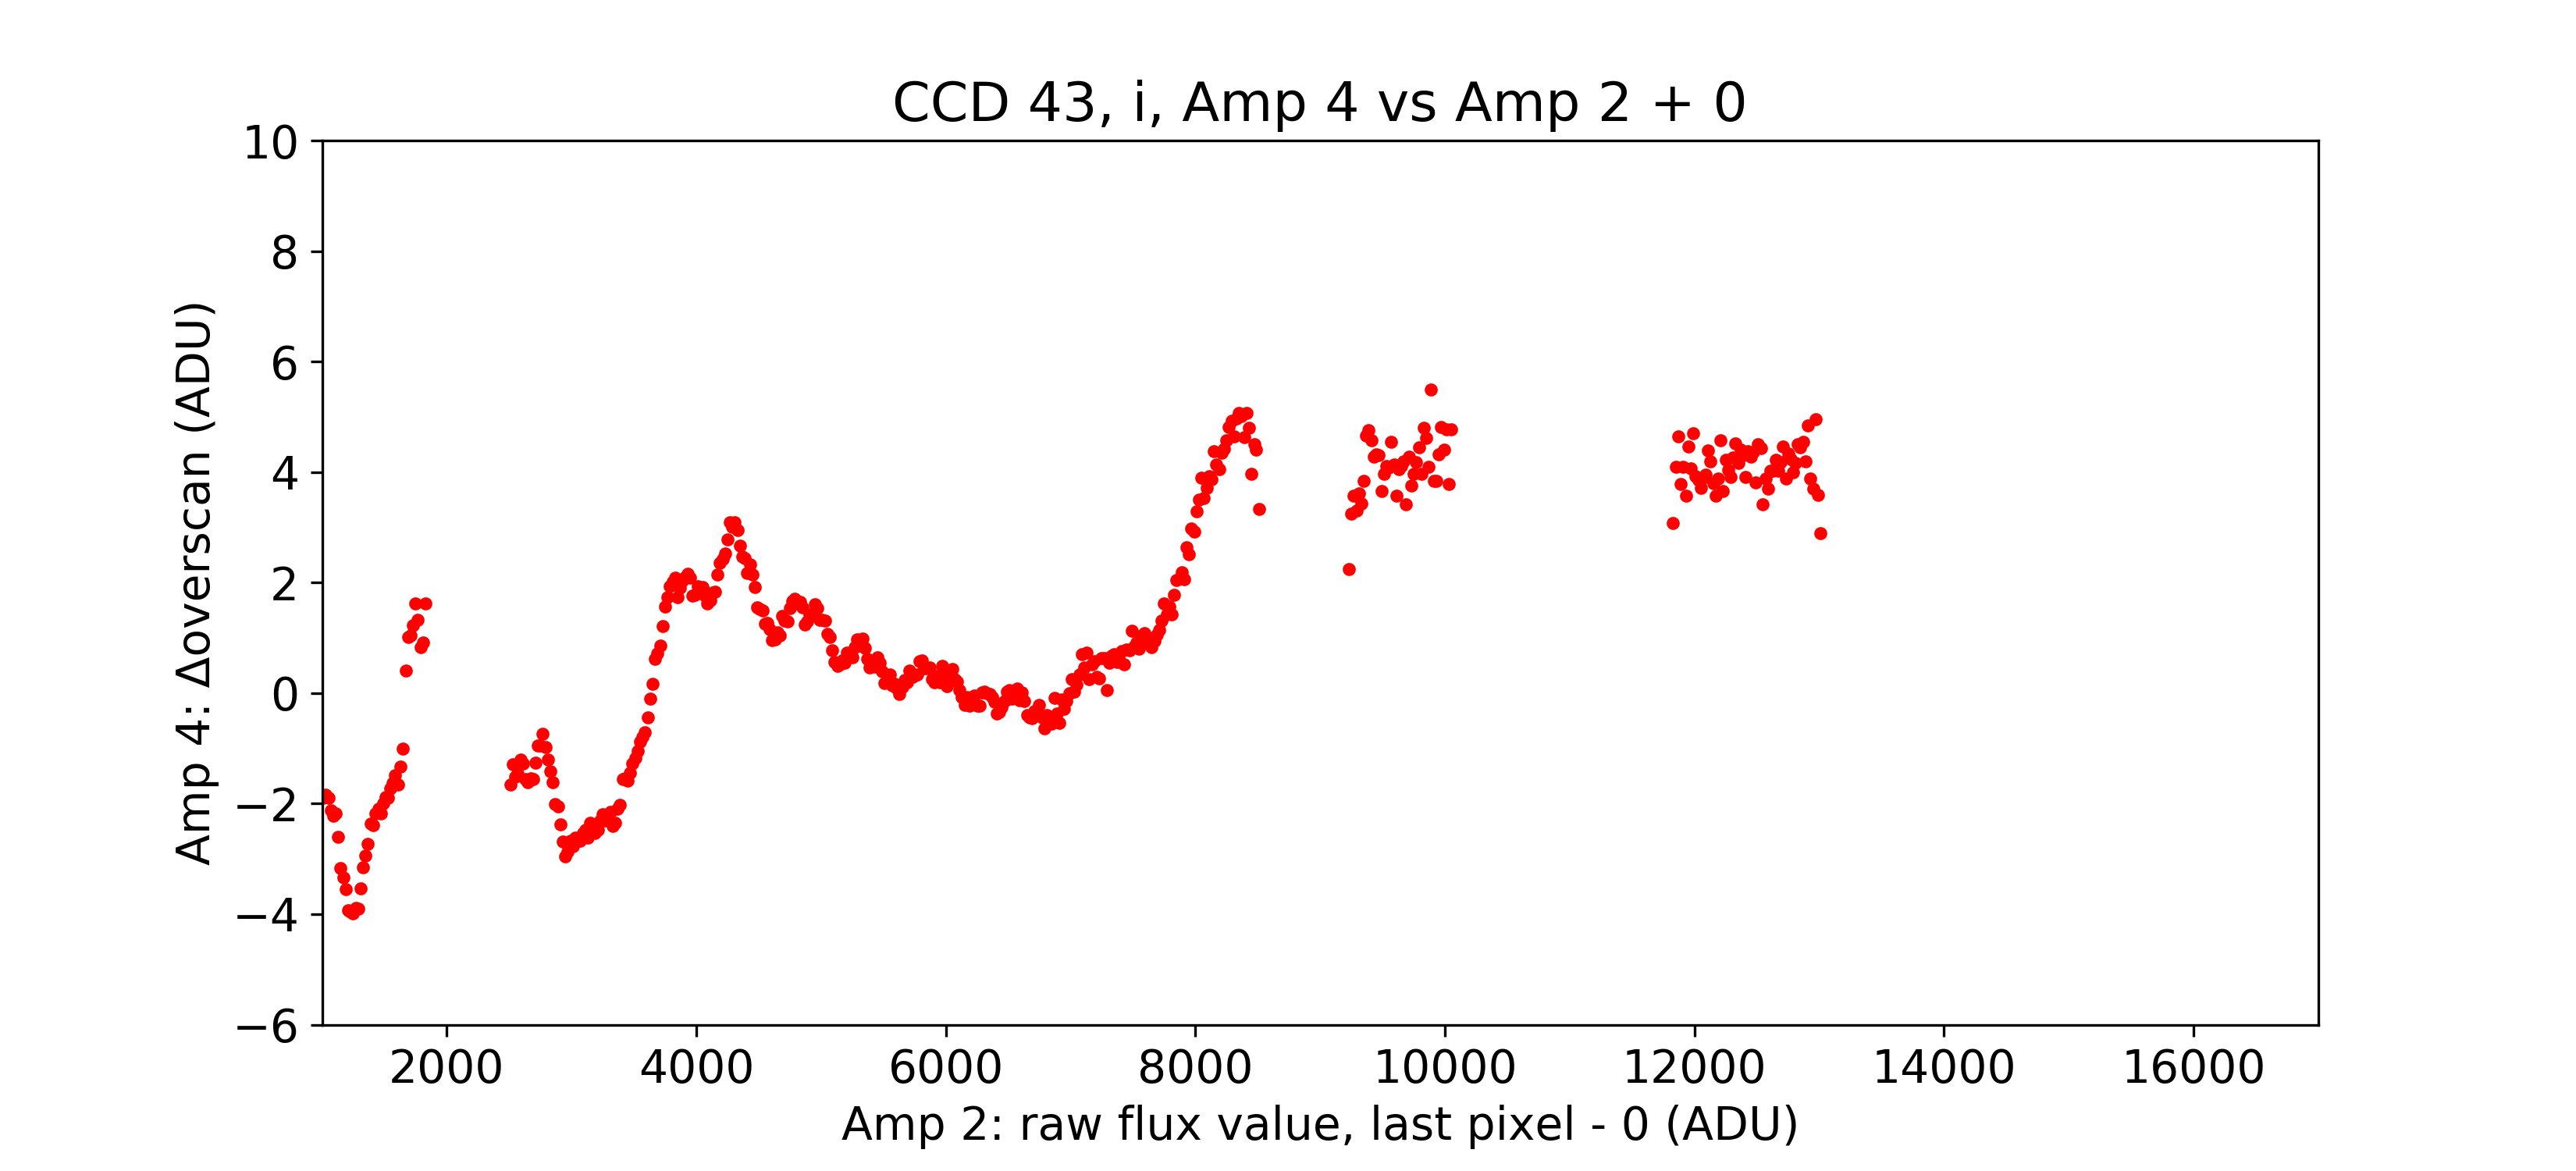 CCD 43, i, Amp 4 vs Amp 2 + 0
10
8
6
4
2
0
−2
−4
−6
Amp 4: Δoverscan (ADU)
2000 4000 6000 8000 10000 12000 14000 16000
Amp 2: raw flux value, last pixel - 0 (ADU)